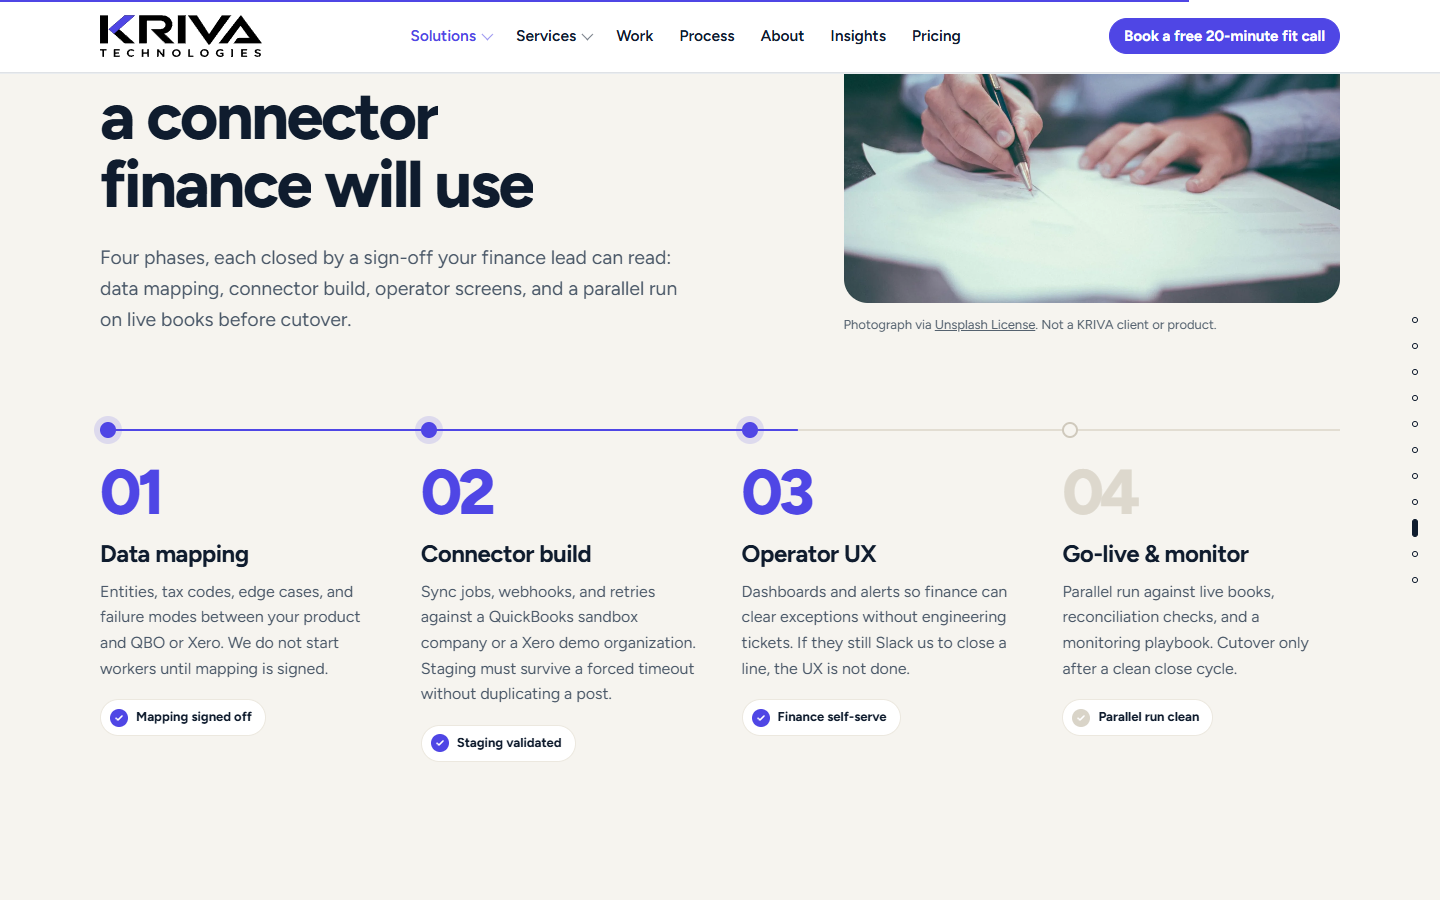 KRIVA
TECHNOLOGIES
Solutions
Services
Work
Process
About
Insights
Pricing
Book a free 20-minute fit call
a connector
finance will use
Four phases, each closed by a sign-off your finance lead can read:
data mapping, connector build, operator screens, and a parallel run
on live books before cutover.
Photograph via Unsplash License. Not a KRIVA client or product.
01
Data mapping
Entities, tax codes, edge cases, and
failure modes between your product
and QBO or Xero. We do not start
workers until mapping is signed.
Mapping signed off
02
Connector build
Sync jobs, webhooks, and retries
against a QuickBooks sandbox
company or a Xero demo organization.
Staging must survive a forced timeout
without duplicating a post.
Staging validated
03
Operator UX
Dashboards and alerts so finance can
clear exceptions without engineering
tickets. If they still Slack us to close a
line, the UX is not done.
Finance self-serve
04
Go-live & monitor
Parallel run against live books,
reconciliation checks, and a
monitoring playbook. Cutover only
after a clean close cycle.
Parallel run clean